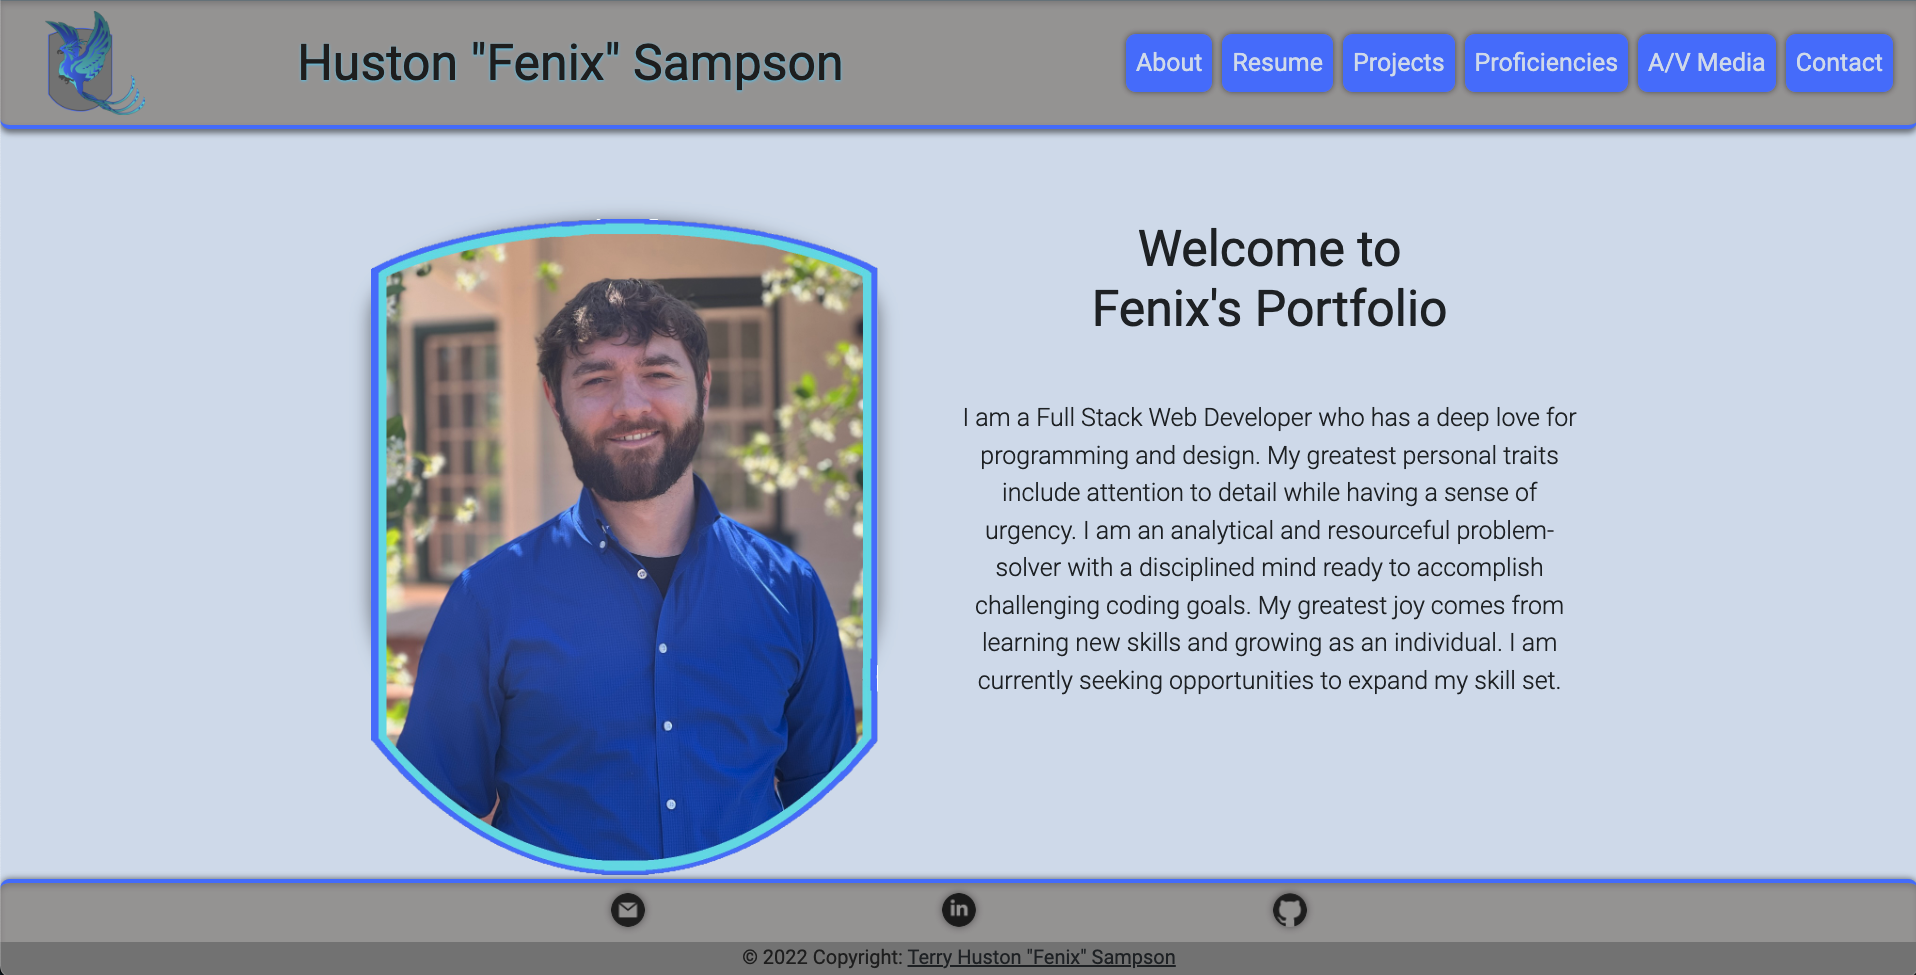 Huston "Fenix" Sampson
About
Resume
Projects
Proficiencies
A/V Media
Contact
Welcome to
Fenix's Portfolio
I am a Full Stack Web Developer who has a deep love for
programming and design. My greatest personal traits
include attention to detail while having a sense of
urgency. I am an analytical and resourceful problem-
solver with a disciplined mind ready to accomplish
challenging coding goals. My greatest joy comes from
learning new skills and growing as an individual. I am
currently seeking opportunities to expand my skill set.
in
© 2022 Copyright: Terry Huston "Fenix" Sampson